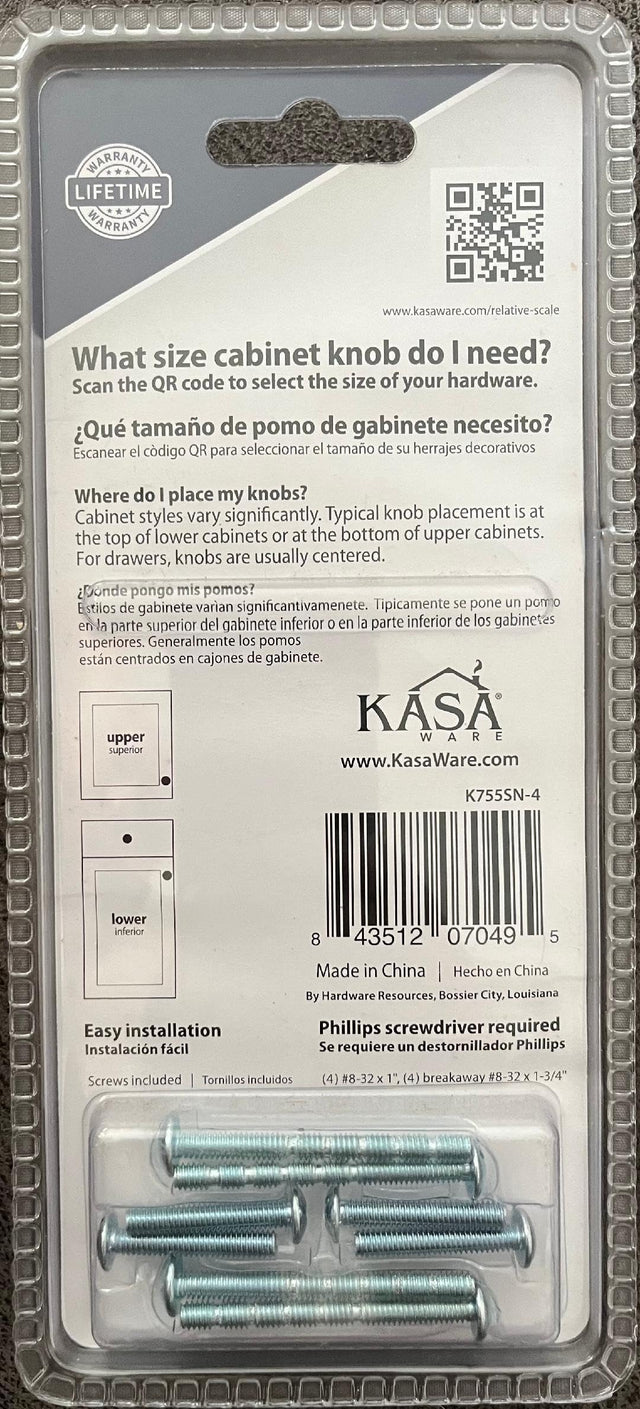 WARRANTY
LIFETIME
WARRANTY
www.kasaware.com/relative-scale
What size cabinet knob do I need?
Scan the QR code to select the size of your hardware.
¿Qué tamaño de pomo de gabinete necesito?
Escanear el còdigo QR para seleccionar el tamaño de su herrajes decorativos
Where do I place my knobs?
Cabinet styles vary significantly. Typical knob placement is at
the top of lower cabinets or at the bottom of upper cabinets.
For drawers, knobs are usually centered.
¿Dònde pongo mis pomos?
Estilos de gabinete varìan significantivamenete. Tipicamente se pone un pomo
en la parte superior del gabinete inferior o en la parte inferior de los gabinetes
superiores. Generalmente los pomos
están centrados en cajones de gabinete.
upper
superior
KASA®
WARE
www.KasaWare.com
K755SN-4
lower
inferior
8 43512 07049 5
Made in China | Hecho en China
By Hardware Resources, Bossier City, Louisiana
Easy installation
Instalación fácil
Phillips screwdriver required
Se requiere un destornillador Phillips
Screws included | Tornillos incluidos
(4) #8-32 x 1", (4) breakaway #8-32 x 1-3/4"